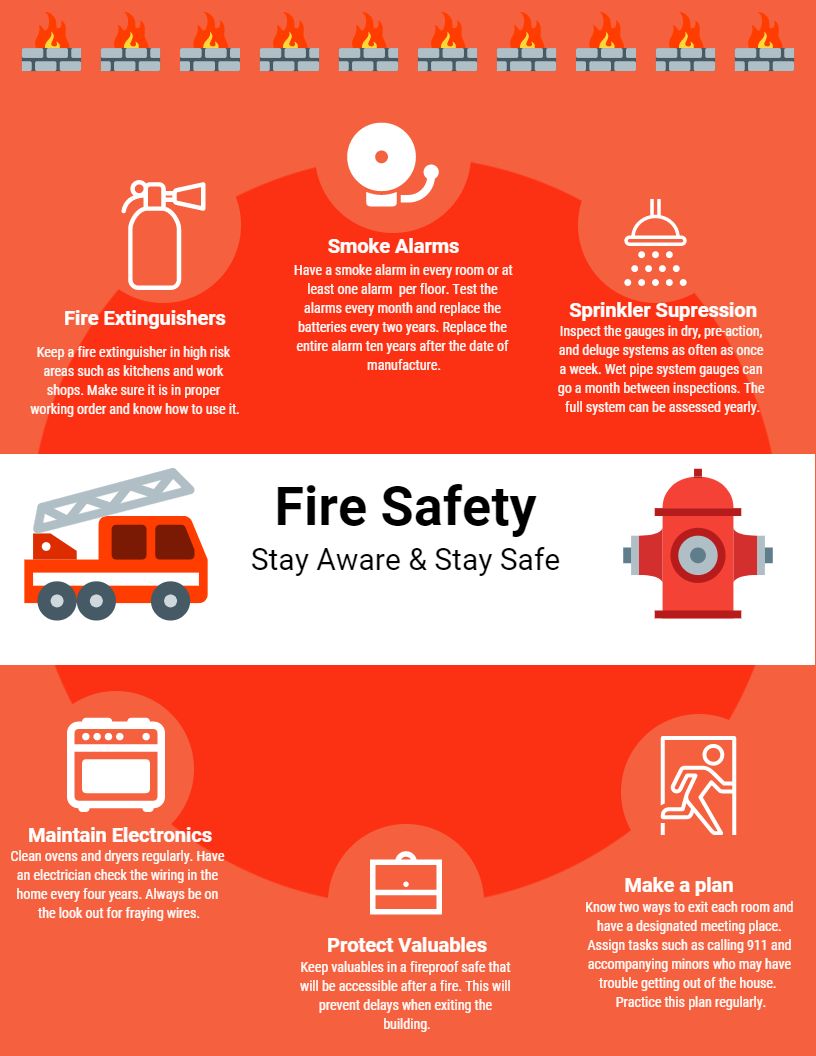 Smoke Alarms
Have a smoke alarm in every room or at
least one alarm per floor. Test the
alarms every month and replace the
batteries every two years. Replace the
entire alarm ten years after the date of
manufacture.
Fire Extinguishers
Keep a fire extinguisher in high risk
areas such as kitchens and work
shops. Make sure it is in proper
working order and know how to use it.
Sprinkler Supression
Inspect the gauges in dry, pre-action,
and deluge systems as often as once
a week. Wet pipe system gauges can
go a month between inspections. The
full system can be assessed yearly.
Fire Safety
Stay Aware & Stay Safe
Maintain Electronics
Clean ovens and dryers regularly. Have
an electrician check the wiring in the
home every four years. Always be on
the look out for fraying wires.
Protect Valuables
Keep valuables in a fireproof safe that
will be accessible after a fire. This will
prevent delays when exiting the
building.
Make a plan
Know two ways to exit each room and
have a designated meeting place.
Assign tasks such as calling 911 and
accompanying minors who may have
trouble getting out of the house.
Practice this plan regularly.